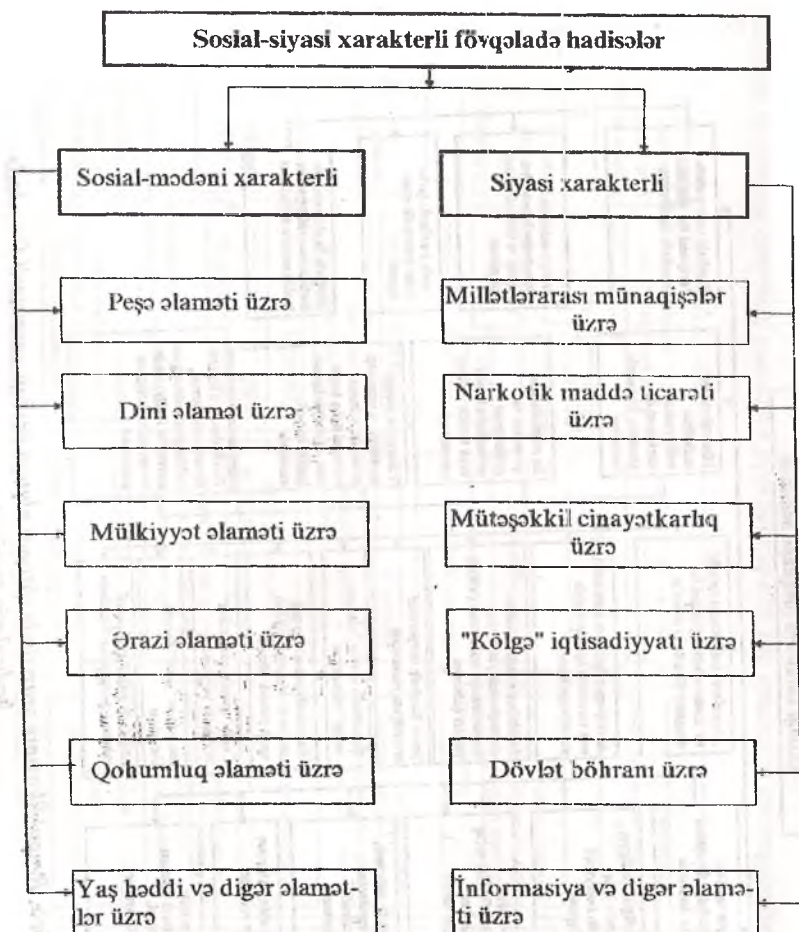 Sosial-siyasi xarakterli fövqəladə hadisələr
Sosial-mədəni xarakterli
Siyasi xarakterli
Peşə əlaməti üzrə
Millətlərarası münaqişələr
üzrə
Dini əlamət üzrə
Narkotik maddə ticarəti
üzrə
Mülkiyyət əlaməti üzrə
Mütəşəkkil cinayətkarlıq
üzrə
Ərazi əlaməti üzrə
"Kölgə" iqtisadiyyatı üzrə
Qohumluq əlaməti üzrə
Dövlət böhranı üzrə
Yaş həddi və digər əlamət-
lər üzrə
İnformasiya və digər əlamə-
ti üzrə